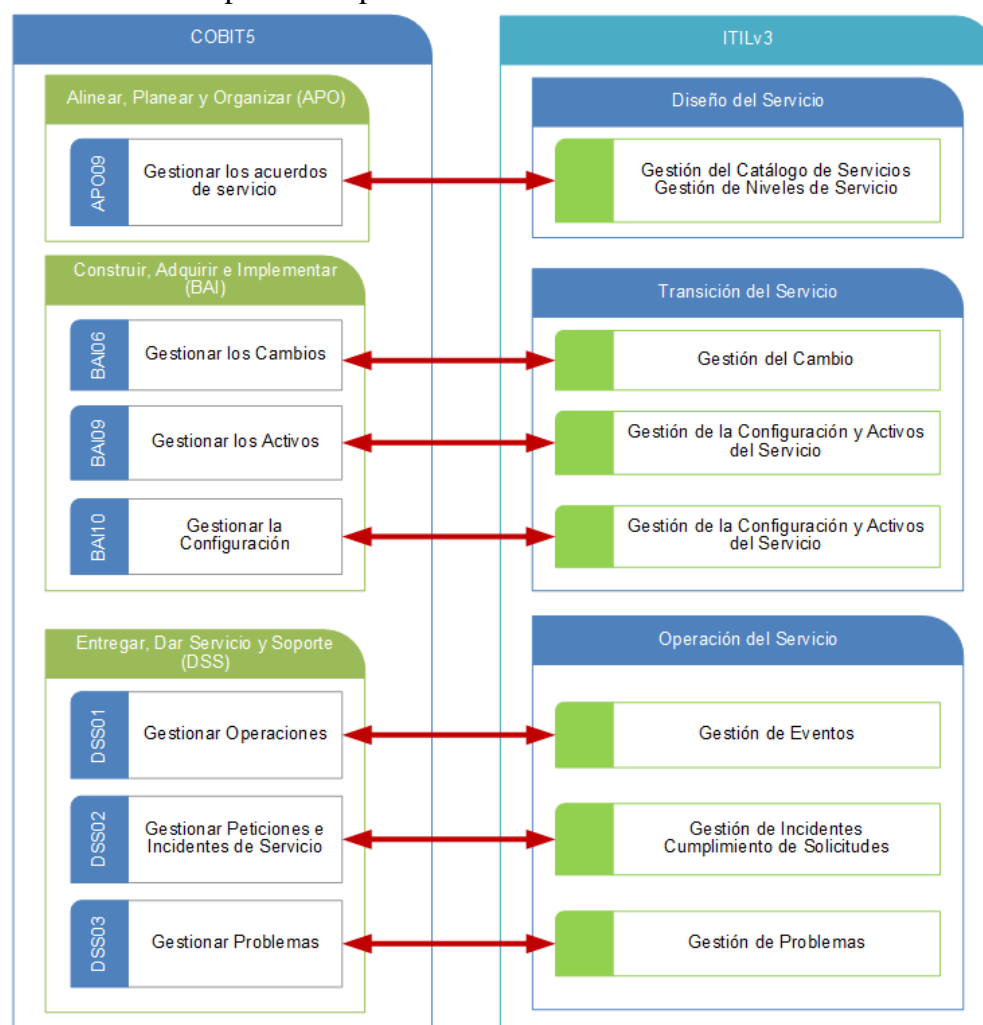 COBIT5
ITILv3
Alinear, Planear y Organizar (APO)
APO09
Gestionar los acuerdos
de servicio
Diseño del Servicio
Gestión del Catálogo de Servicios
Gestión de Niveles de Servicio
Construir, Adquirir e Implementar
(BAI)
BAI06
Gestionar los Cambios
BAI09
Gestionar los Activos
BAI10
Gestionar la
Configuración
Transición del Servicio
Gestión del Cambio
Gestión de la Configuración y Activos
del Servicio
Gestión de la Configuración y Activos
del Servicio
Entregar, Dar Servicio y Soporte
(DSS)
DSS01
Gestionar Operaciones
DSS02
Gestionar Peticiones e
Incidentes de Servicio
DSS03
Gestionar Problemas
Operación del Servicio
Gestión de Eventos
Gestión de Incidentes
Cumplimiento de Solicitudes
Gestión de Problemas